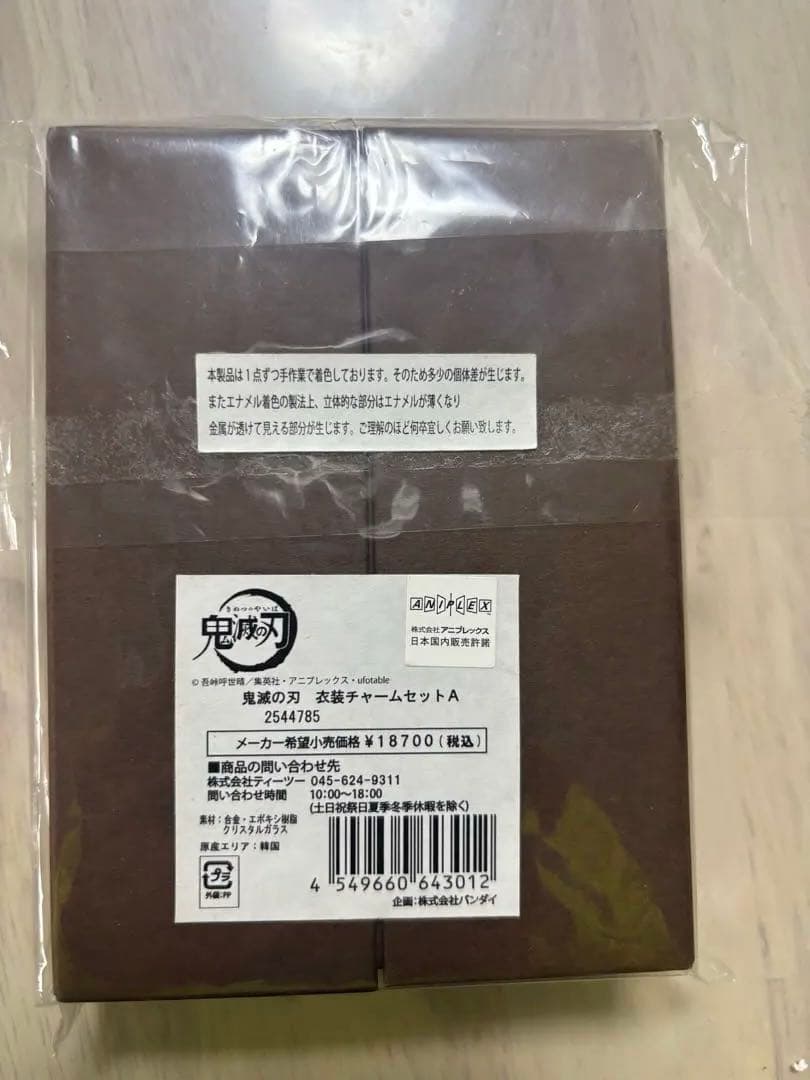 本製品は1点ずつ手作業で着色しております。そのため多少の個体差が生じます。
またエナメル着色の製法上、立体的な部分はエナメルが薄くなり
金属が透けて見える部分が生じます。ご理解のほど何卒宜しくお願い致します。
きめつのやいば
鬼滅の刃
ANIPLEX
株式会社アニプレックス
日本国内販売許諾
© 吾峠呼世晴／集英社・アニプレックス・ufotable
鬼滅の刃 衣装チャームセットA
2544785
メーカー希望小売価格 ¥18700(税込)
■商品の問い合わせ先
株式会社ティーツー 045-624-9311
問い合わせ時間 10:00～18:00
(土日祝祭日夏季冬季休暇を除く)
素材：合金・エポキシ樹脂
クリスタルガラス
原産エリア：韓国
プラ
外袋:PP
4 549660 643012
企画：株式会社バンダイ